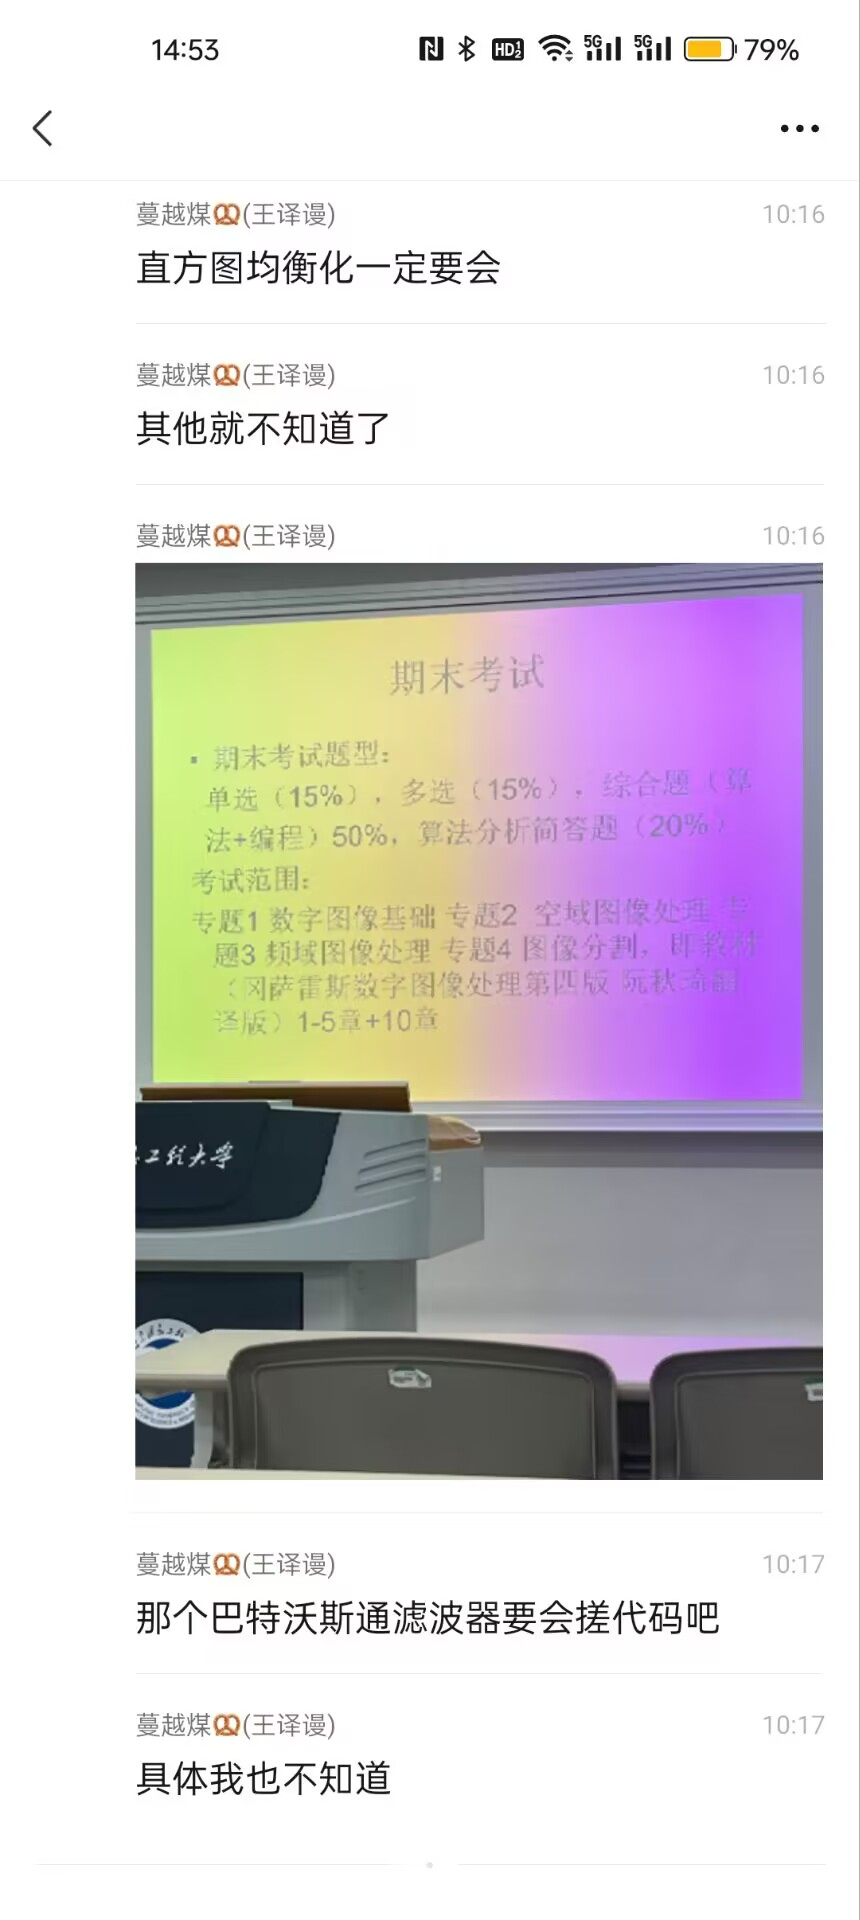 14:53
79%
蔓越煤🥨(王译谩) 10:16
直方图均衡化一定要会
蔓越煤🥨(王译谩) 10:16
其他就不知道了
蔓越煤🥨(王译谩) 10:16
期末考试
▪ 期末考试题型：
单选（15%），多选（15%），综合题（算
法+编程）50%，算法分析简答题（20%）
考试范围：
专题1 数字图像基础 专题2 空域图像处理 专
题3 频域图像处理 专题4 图像分割，即教材
（冈萨雷斯数字图像处理第四版 阮秋琦翻
译版）1-5章+10章
工程大学
蔓越煤🥨(王译谩) 10:17
那个巴特沃斯通滤波器要会搓代码吧
蔓越煤🥨(王译谩) 10:17
具体我也不知道